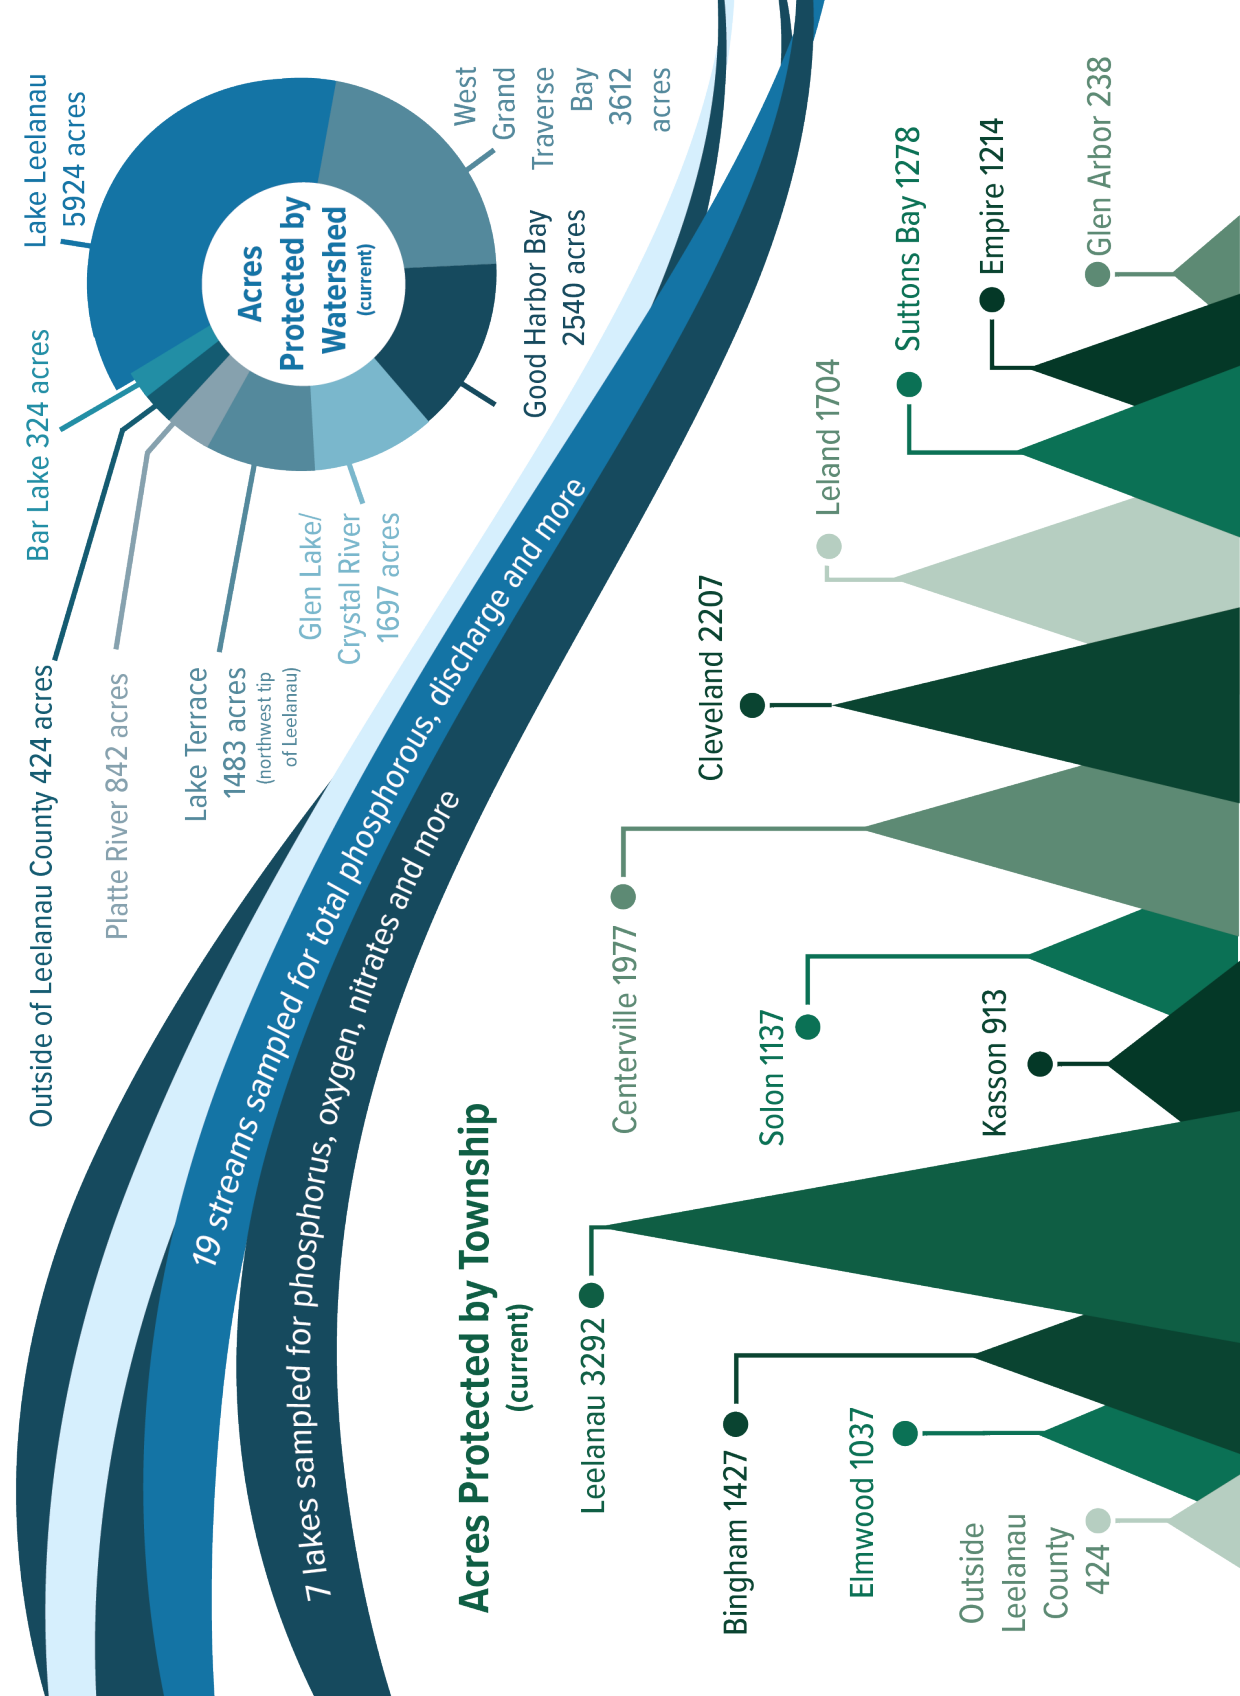 Outside of Leelanau County 424 acres
Platte River 842 acres
Lake Terrace
1483 acres
(northwest tip
of Leelanau)
Bar Lake 324 acres
Lake Leelanau
5924 acres
Acres
Protected by
Watershed
(current)
Glen Lake/
Crystal River
1697 acres
Good Harbor Bay
2540 acres
West
Grand
Traverse
Bay
3612
acres
19 streams sampled for total phosphorous, discharge and more
7 lakes sampled for phosphorus, oxygen, nitrates and more
Acres Protected by Township
(current)
Leelanau 3292
Bingham 1427
Elmwood 1037
Outside
Leelanau
County
424
Centerville 1977
Solon 1137
Kasson 913
Cleveland 2207
Leland 1704
Suttons Bay 1278
Empire 1214
Glen Arbor 238